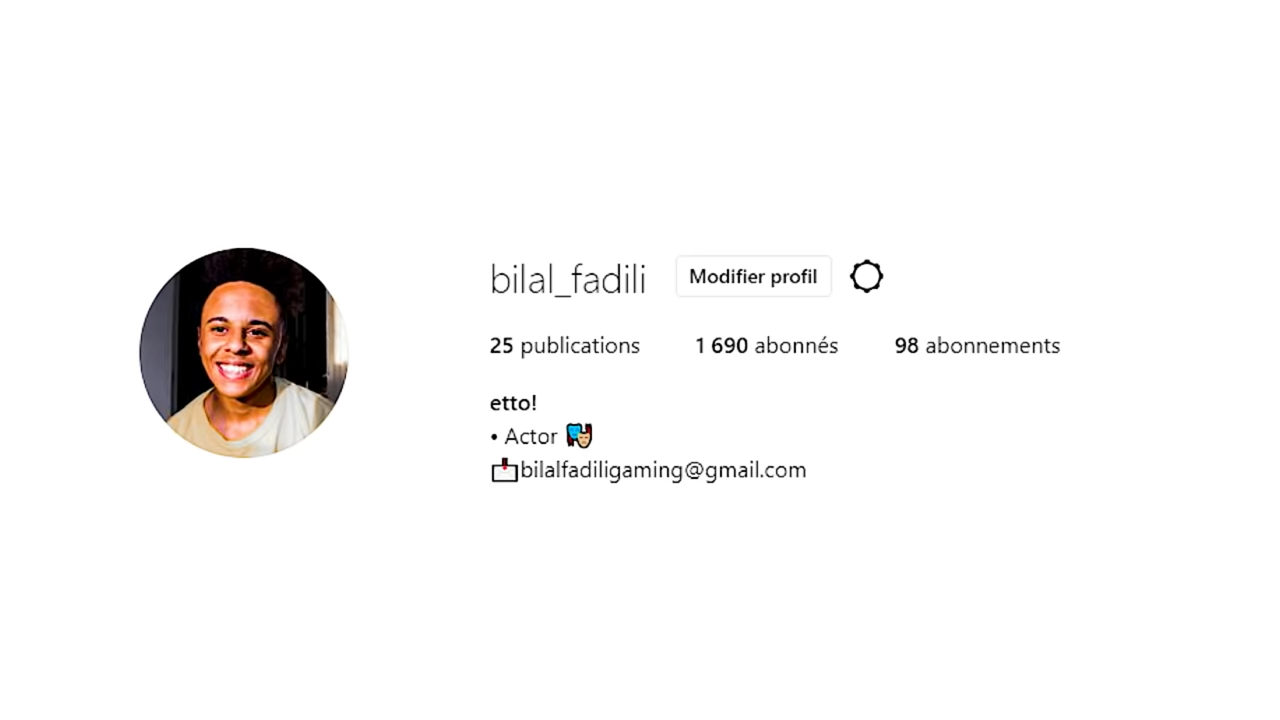 bilal_fadili Modifier profil
25 publications 1 690 abonnés 98 abonnements
etto!
• Actor 🎭
📩bilalfadiligaming@gmail.com